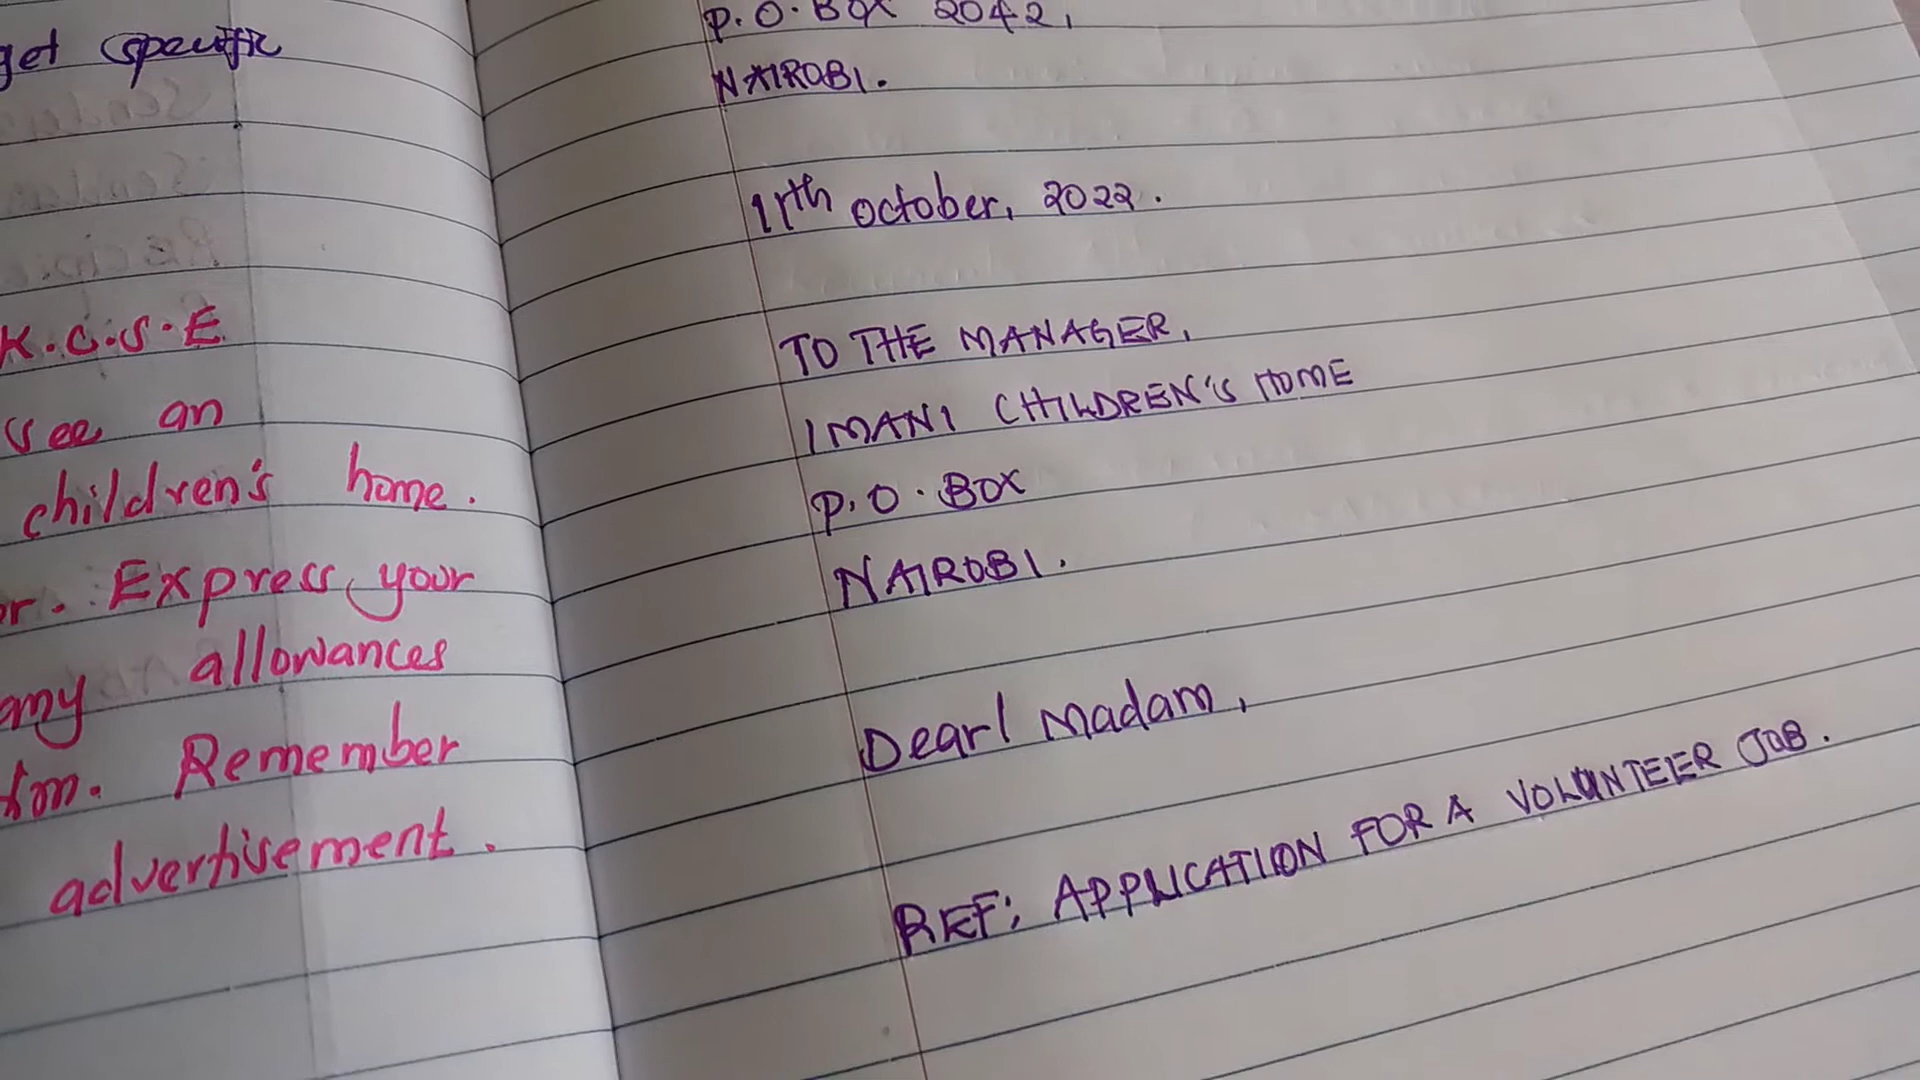 get specific
K.C.S.E
see an
children's home.
Express your
any allowances
Remember
advertisement.
P.O. BOX 2042,
NAIROBI.
11th october, 2022.
TO THE MANAGER,
IMANI CHILDREN'S HOME
P.O. BOX
NAIROBI.
Dear/ Madam,
REF: APPLICATION FOR A VOLUNTEER JOB.